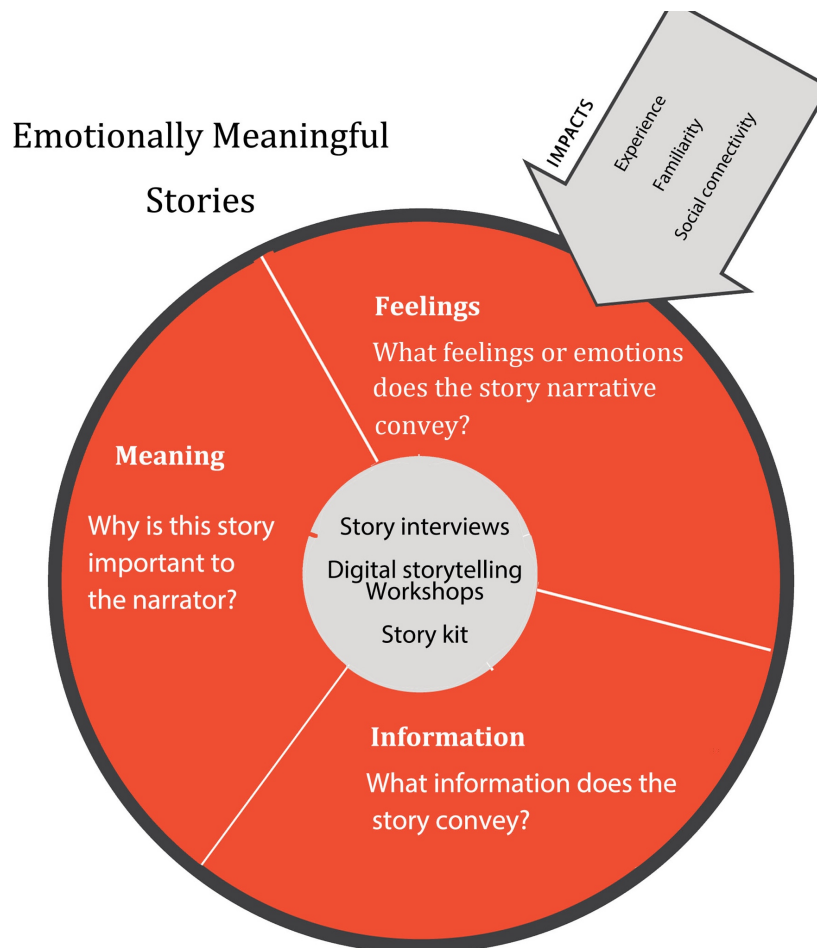 Emotionally Meaningful
Stories
IMPACTS
Experience
Familiarity
Social connectivity
Feelings
What feelings or emotions
does the story narrative
convey?
Meaning
Why is this story
important to
the narrator?
Story interviews
Digital storytelling
Workshops
Story kit
Information
What information does the
story convey?